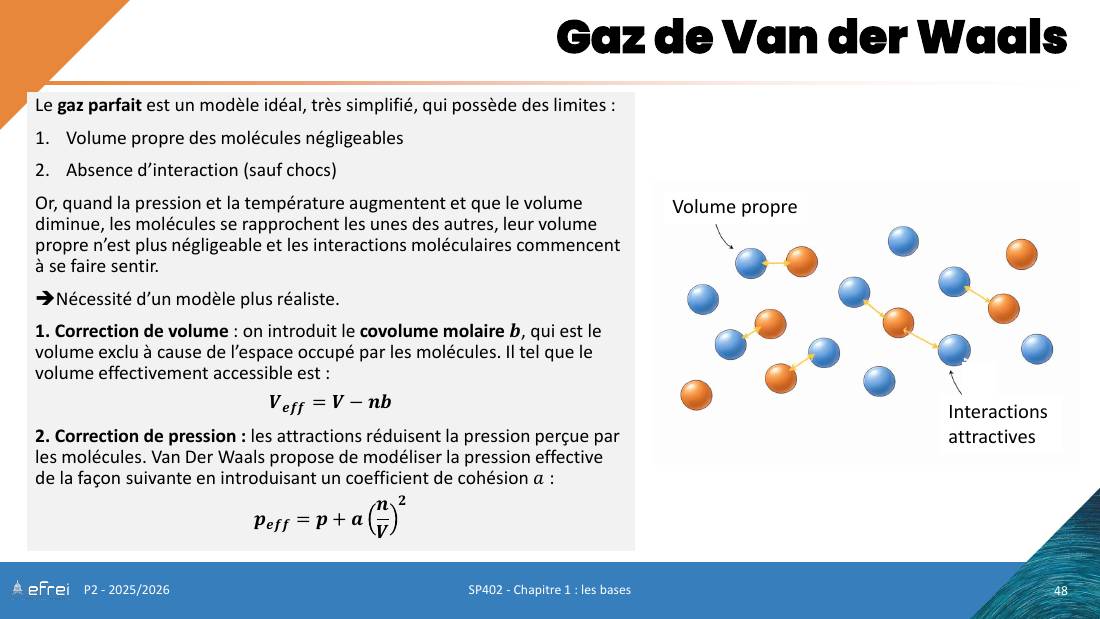 Gaz de Van der Waals
Le gaz parfait est un modèle idéal, très simplifié, qui possède des limites :
1. Volume propre des molécules négligeables
2. Absence d’interaction (sauf chocs)
Or, quand la pression et la température augmentent et que le volume
diminue, les molécules se rapprochent les unes des autres, leur volume
propre n’est plus négligeable et les interactions moléculaires commencent
à se faire sentir.
➔Nécessité d’un modèle plus réaliste.
1. Correction de volume : on introduit le covolume molaire b, qui est le
volume exclu à cause de l’espace occupé par les molécules. Il tel que le
volume effectivement accessible est :
V_eff = V − nb
2. Correction de pression : les attractions réduisent la pression perçue par
les molécules. Van Der Waals propose de modéliser la pression effective
de la façon suivante en introduisant un coefficient de cohésion a :
p_eff = p + a (n/V)²
Volume propre
Interactions
attractives
efrei P2 - 2025/2026
SP402 - Chapitre 1 : les bases
48